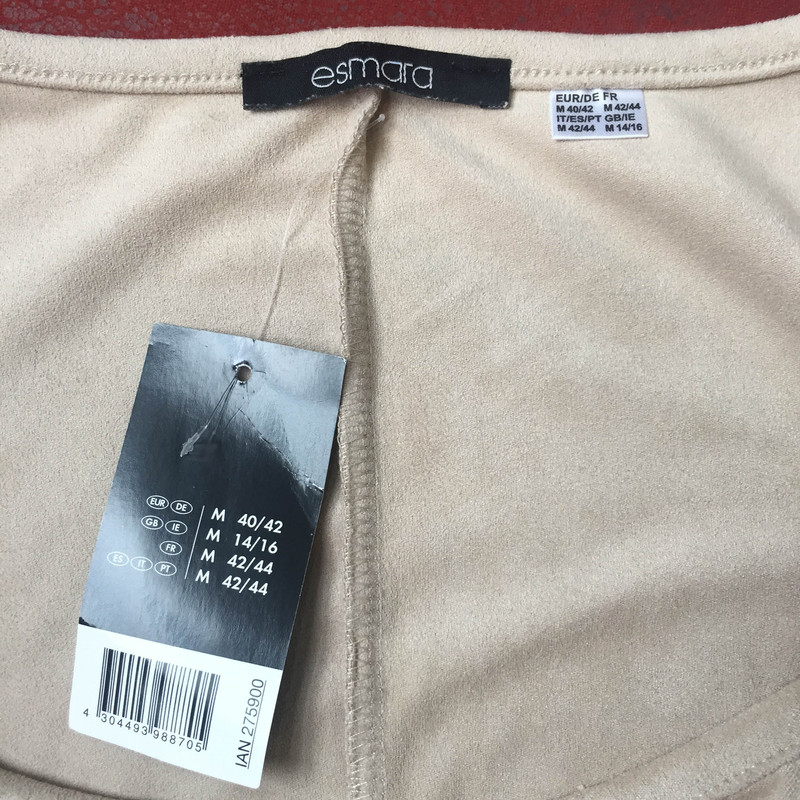 esmara
EUR/DE FR
M 40/42 M 42/44
IT/ES/PT GB/IE
M 42/44 M 14/16
EUR DE M 40/42
GB IE M 14/16
FR M 42/44
ES IT PT M 42/44
4 304493 988705
IAN 275900